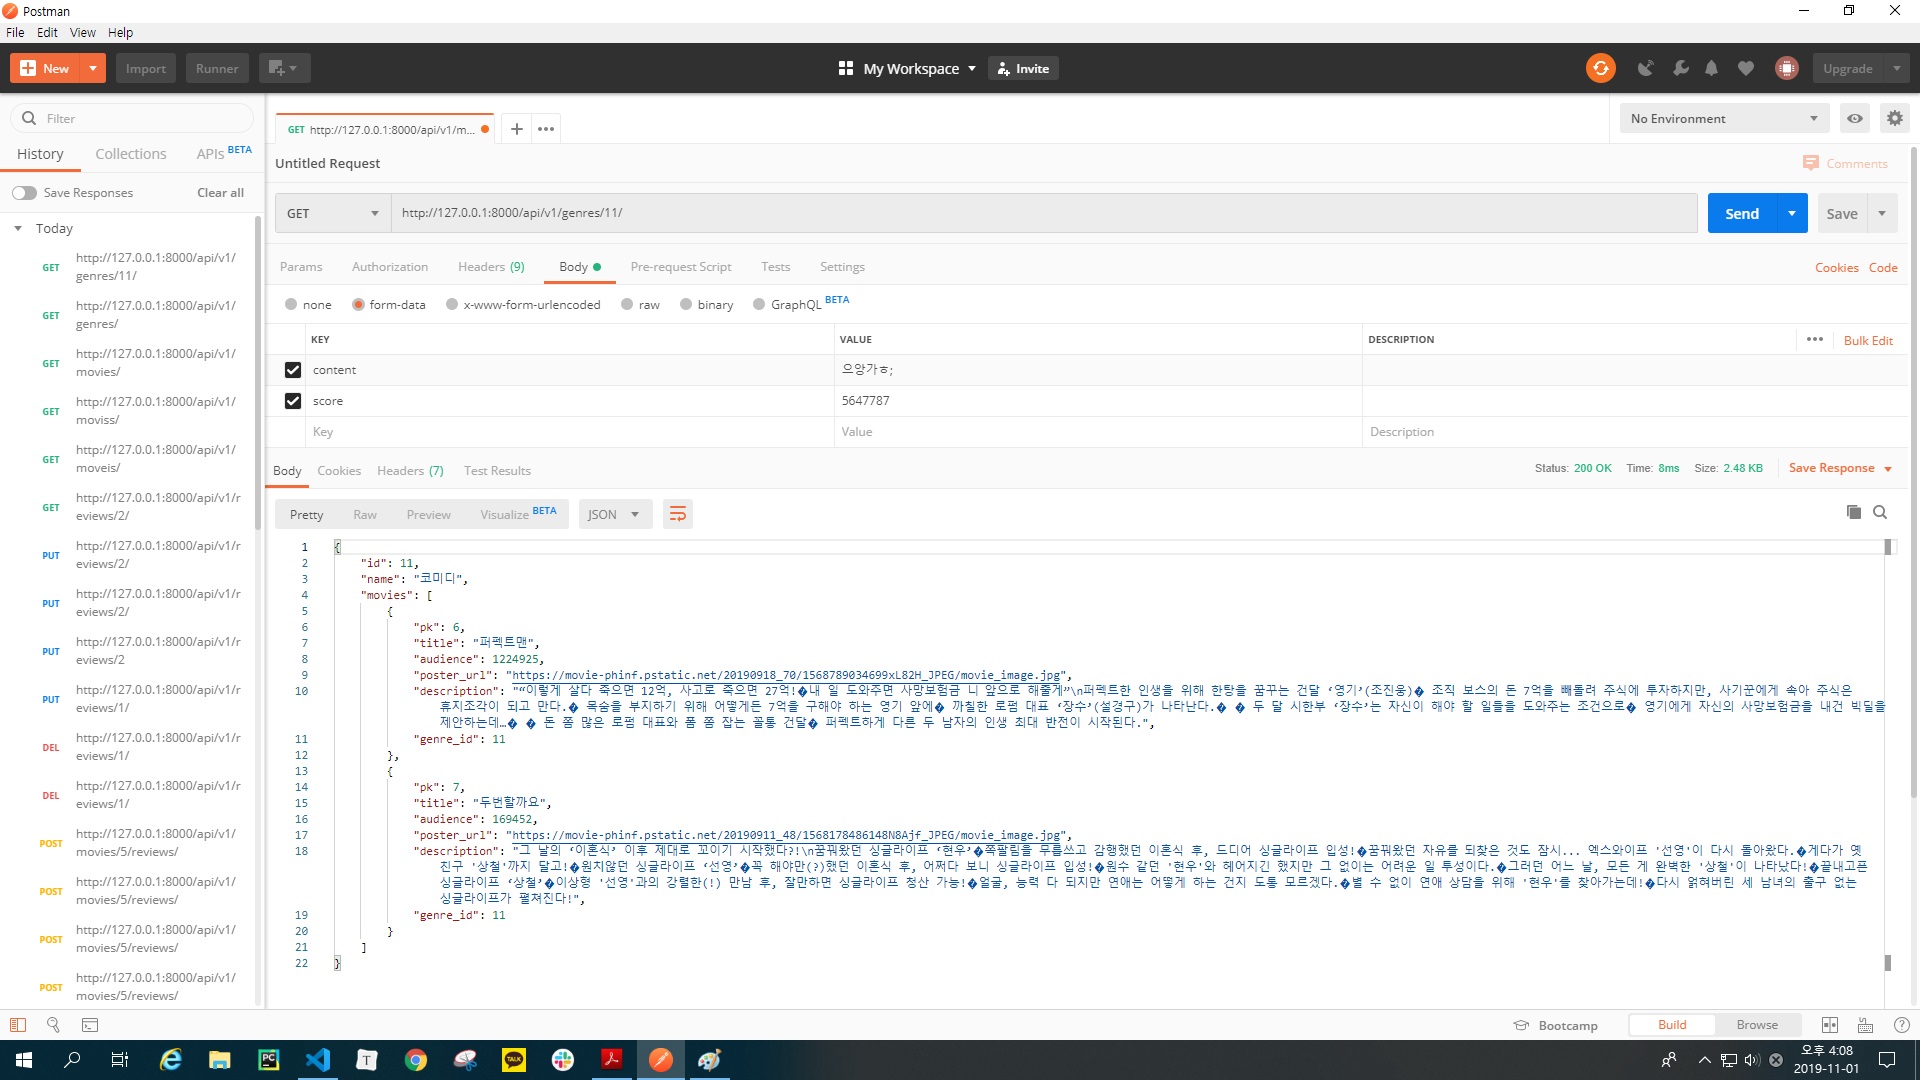 Postman
File Edit View Help
New Import Runner My Workspace Invite Upgrade
Filter
History Collections APIs BETA
Save Responses Clear all
Today
GET http://127.0.0.1:8000/api/v1/
genres/11/
GET http://127.0.0.1:8000/api/v1/
genres/
GET http://127.0.0.1:8000/api/v1/
movies/
GET http://127.0.0.1:8000/api/v1/
moviss/
GET http://127.0.0.1:8000/api/v1/
moveis/
GET http://127.0.0.1:8000/api/v1/r
eviews/2/
PUT http://127.0.0.1:8000/api/v1/r
eviews/2/
PUT http://127.0.0.1:8000/api/v1/r
eviews/2/
PUT http://127.0.0.1:8000/api/v1/r
eviews/2
PUT http://127.0.0.1:8000/api/v1/r
eviews/1/
DEL http://127.0.0.1:8000/api/v1/r
eviews/1/
DEL http://127.0.0.1:8000/api/v1/r
eviews/1/
POST http://127.0.0.1:8000/api/v1/
movies/5/reviews/
POST http://127.0.0.1:8000/api/v1/
movies/5/reviews/
POST http://127.0.0.1:8000/api/v1/
movies/5/reviews/
POST http://127.0.0.1:8000/api/v1/
movies/5/reviews/
GET http://127.0.0.1:8000/api/v1/m... + •••
No Environment
Untitled Request Comments
GET http://127.0.0.1:8000/api/v1/genres/11/ Send Save
Params Authorization Headers (9) Body Pre-request Script Tests Settings Cookies Code
none form-data x-www-form-urlencoded raw binary GraphQL BETA
KEY VALUE DESCRIPTION ••• Bulk Edit
content 으앙가ㅎ;
score 5647787
Key Value Description
Body Cookies Headers (7) Test Results Status: 200 OK Time: 8ms Size: 2.48 KB Save Response
Pretty Raw Preview Visualize BETA JSON
1 {
2 "id": 11,
3 "name": "코미디",
4 "movies": [
5 {
6 "pk": 6,
7 "title": "퍼펙트맨",
8 "audience": 1224925,
9 "poster_url": "https://movie-phinf.pstatic.net/20190918_70/1568789034699xL82H_JPEG/movie_image.jpg",
10 "description": "“이렇게 살다 죽으면 12억, 사고로 죽으면 27억!�내 일 도와주면 사망보험금 니 앞으로 해줄게”\n퍼펙트한 인생을 위해 한탕을 꿈꾸는 건달 ‘영기’(조진웅)� 조직 보스의 돈 7억을 빼돌려 주식에 투자하지만, 사기꾼에게 속아 주식은
휴지조각이 되고 만다.� 목숨을 부지하기 위해 어떻게든 7억을 구해야 하는 영기 앞에� 까칠한 로펌 대표 ‘장수’(설경구)가 나타난다.� � 두 달 시한부 ‘장수’는 자신이 해야 할 일들을 도와주는 조건으로� 영기에게 자신의 사망보험금을 내건 빅딜을
제안하는데…� � 돈 쫌 많은 로펌 대표와 폼 쫌 잡는 꼴통 건달� 퍼펙트하게 다른 두 남자의 인생 최대 반전이 시작된다.",
11 "genre_id": 11
12 },
13 {
14 "pk": 7,
15 "title": "두번할까요",
16 "audience": 169452,
17 "poster_url": "https://movie-phinf.pstatic.net/20190911_48/1568178486148N8Ajf_JPEG/movie_image.jpg",
18 "description": "그 날의 ‘이혼식’ 이후 제대로 꼬이기 시작했다?!\n꿈꿔왔던 싱글라이프 ‘현우’�쪽팔림을 무릅쓰고 감행했던 이혼식 후, 드디어 싱글라이프 입성!�꿈꿔왔던 자유를 되찾은 것도 잠시... 엑스와이프 '선영'이 다시 돌아왔다.�게다가 옛
친구 '상철'까지 달고!�원치않던 싱글라이프 ‘선영’�꼭 해야만(?)했던 이혼식 후, 어쩌다 보니 싱글라이프 입성!�원수 같던 '현우'와 헤어지긴 했지만 그 없이는 어려운 일 투성이다.�그러던 어느 날, 모든 게 완벽한 '상철'이 나타났다!�끝내고픈
싱글라이프 ‘상철’�이상형 '선영'과의 강렬한(!) 만남 후, 잘만하면 싱글라이프 청산 가능!�얼굴, 능력 다 되지만 연애는 어떻게 하는 건지 도통 모르겠다.�별 수 없이 연애 상담을 위해 '현우'를 찾아가는데!�다시 얽혀버린 세 남녀의 출구 없는
싱글라이프가 펼쳐진다!",
19 "genre_id": 11
20 }
21 ]
22 }
Bootcamp Build Browse
PC T TALK
오후 4:08
2019-11-01